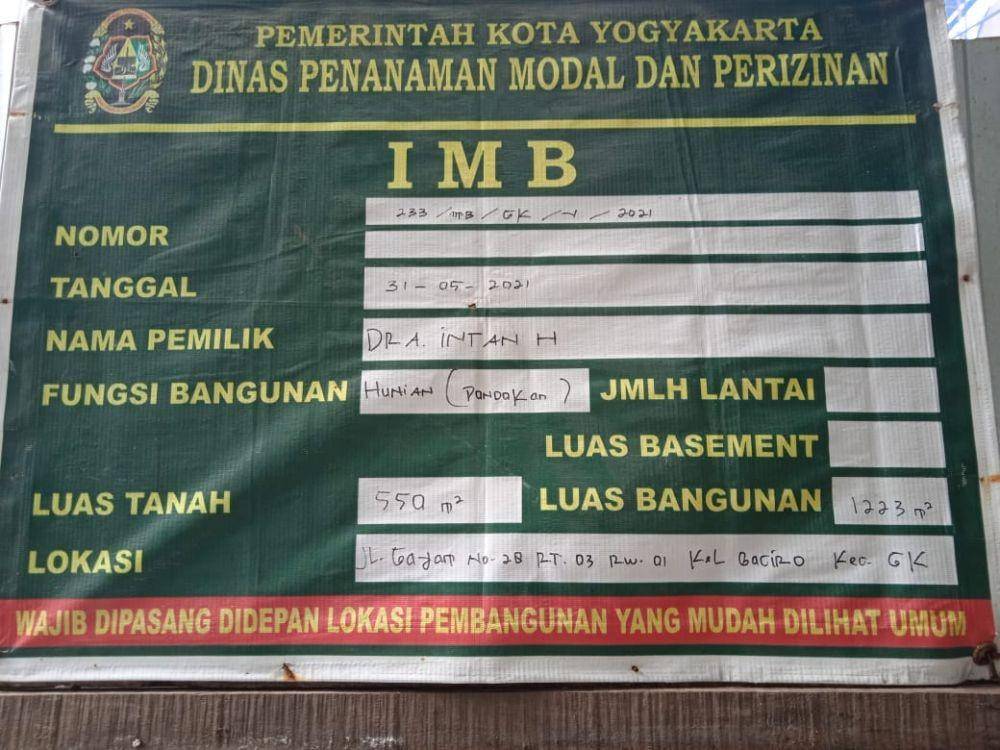 PEMERINTAH KOTA YOGYAKARTA
DINAS PENANAMAN MODAL DAN PERIZINAN
IMB
NOMOR 233 / IMB / GK / V / 2021
TANGGAL 31 - 05 - 2021
NAMA PEMILIK DRA. INTAN H
FUNGSI BANGUNAN HUNIAN (PONDOKAN) JMLH LANTAI
LUAS BASEMENT
LUAS TANAH 550 m² LUAS BANGUNAN 1223 m²
LOKASI JL. Gayam No. 28 RT. 03 RW. 01 Kel Baciro Kec. GK
WAJIB DIPASANG DIDEPAN LOKASI PEMBANGUNAN YANG MUDAH DILIHAT UMUM